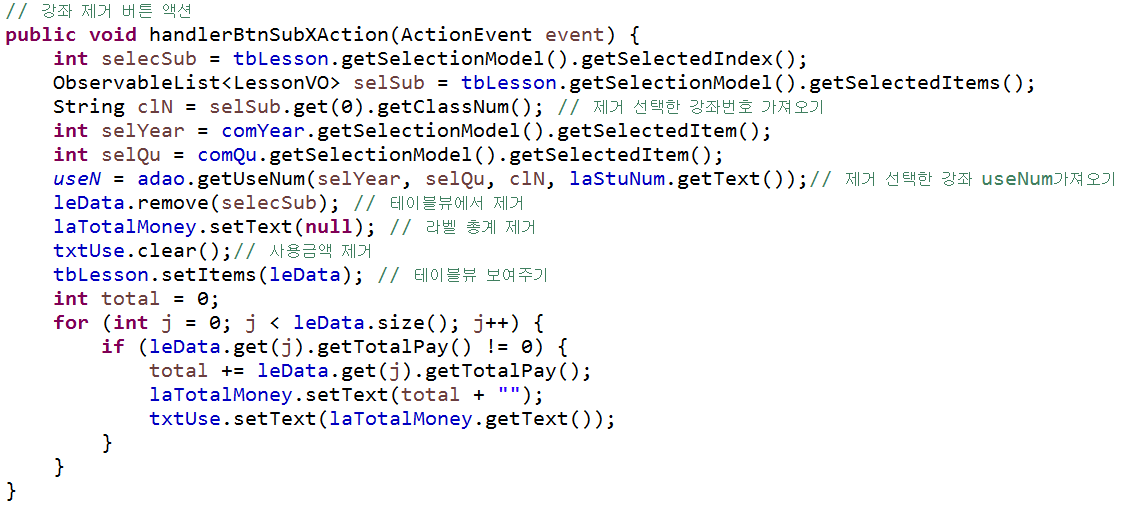 // 강좌 제거 버튼 액션
public void handlerBtnSubXAction(ActionEvent event) {
    int selecSub = tbLesson.getSelectionModel().getSelectedIndex();
    ObservableList<LessonVO> selSub = tbLesson.getSelectionModel().getSelectedItems();
    String clN = selSub.get(0).getClassNum(); // 제거 선택한 강좌번호 가져오기
    int selYear = comYear.getSelectionModel().getSelectedItem();
    int selQu = comQu.getSelectionModel().getSelectedItem();
    useN = adao.getUseNum(selYear, selQu, clN, laStuNum.getText());// 제거 선택한 강좌 useNum가져오기
    leData.remove(selecSub); // 테이블뷰에서 제거
    laTotalMoney.setText(null); // 라벨 총계 제거
    txtUse.clear();// 사용금액 제거
    tbLesson.setItems(leData); // 테이블뷰 보여주기
    int total = 0;
    for (int j = 0; j < leData.size(); j++) {
        if (leData.get(j).getTotalPay() != 0) {
            total += leData.get(j).getTotalPay();
            laTotalMoney.setText(total + "");
            txtUse.setText(laTotalMoney.getText());
        }
    }
}